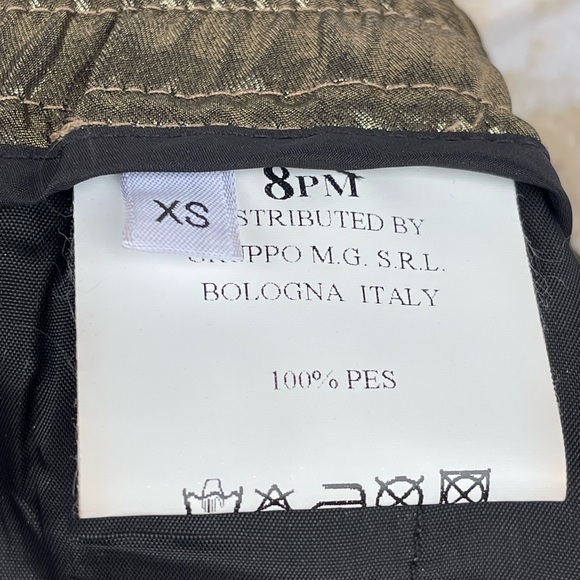 8PM
XS
STRIBUTED BY
M.G. S.R.L.
BOLOGNA ITALY
100% PES